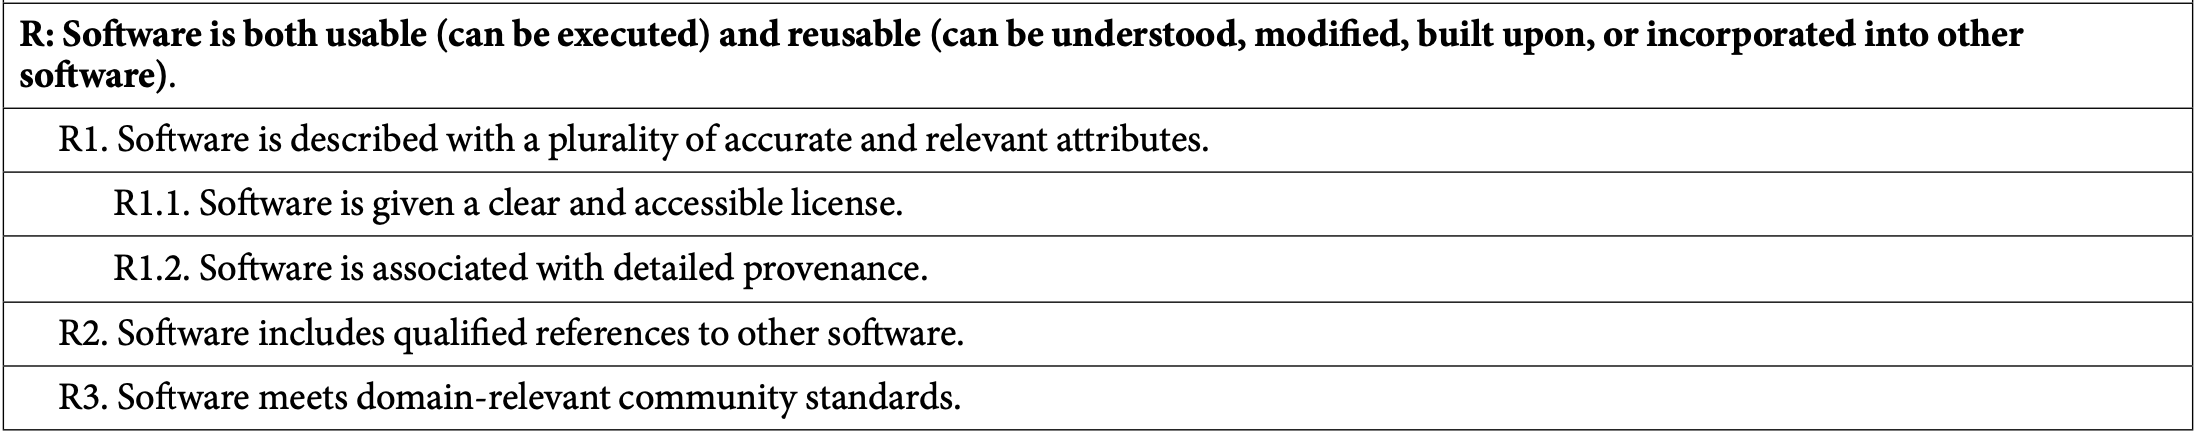 R: Software is both usable (can be executed) and reusable (can be understood, modified, built upon, or incorporated into other
software).
R1. Software is described with a plurality of accurate and relevant attributes.
R1.1. Software is given a clear and accessible license.
R1.2. Software is associated with detailed provenance.
R2. Software includes qualified references to other software.
R3. Software meets domain-relevant community standards.